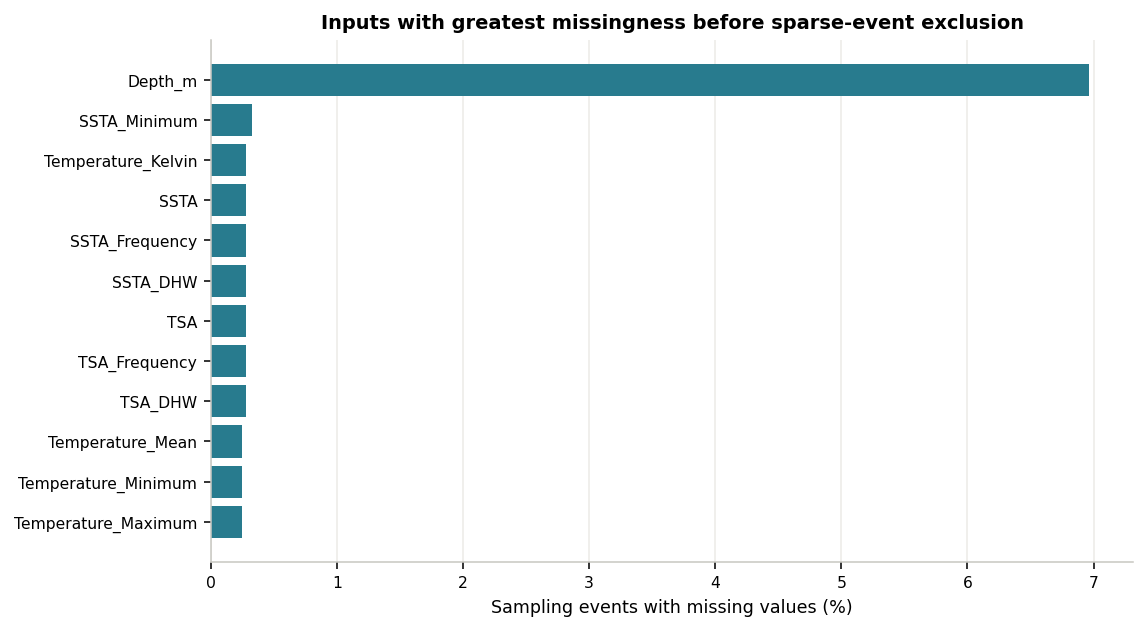 Inputs with greatest missingness before sparse-event exclusion
Depth_m
SSTA_Minimum
Temperature_Kelvin
SSTA
SSTA_Frequency
SSTA_DHW
TSA
TSA_Frequency
TSA_DHW
Temperature_Mean
Temperature_Minimum
Temperature_Maximum
0 1 2 3 4 5 6 7
Sampling events with missing values (%)